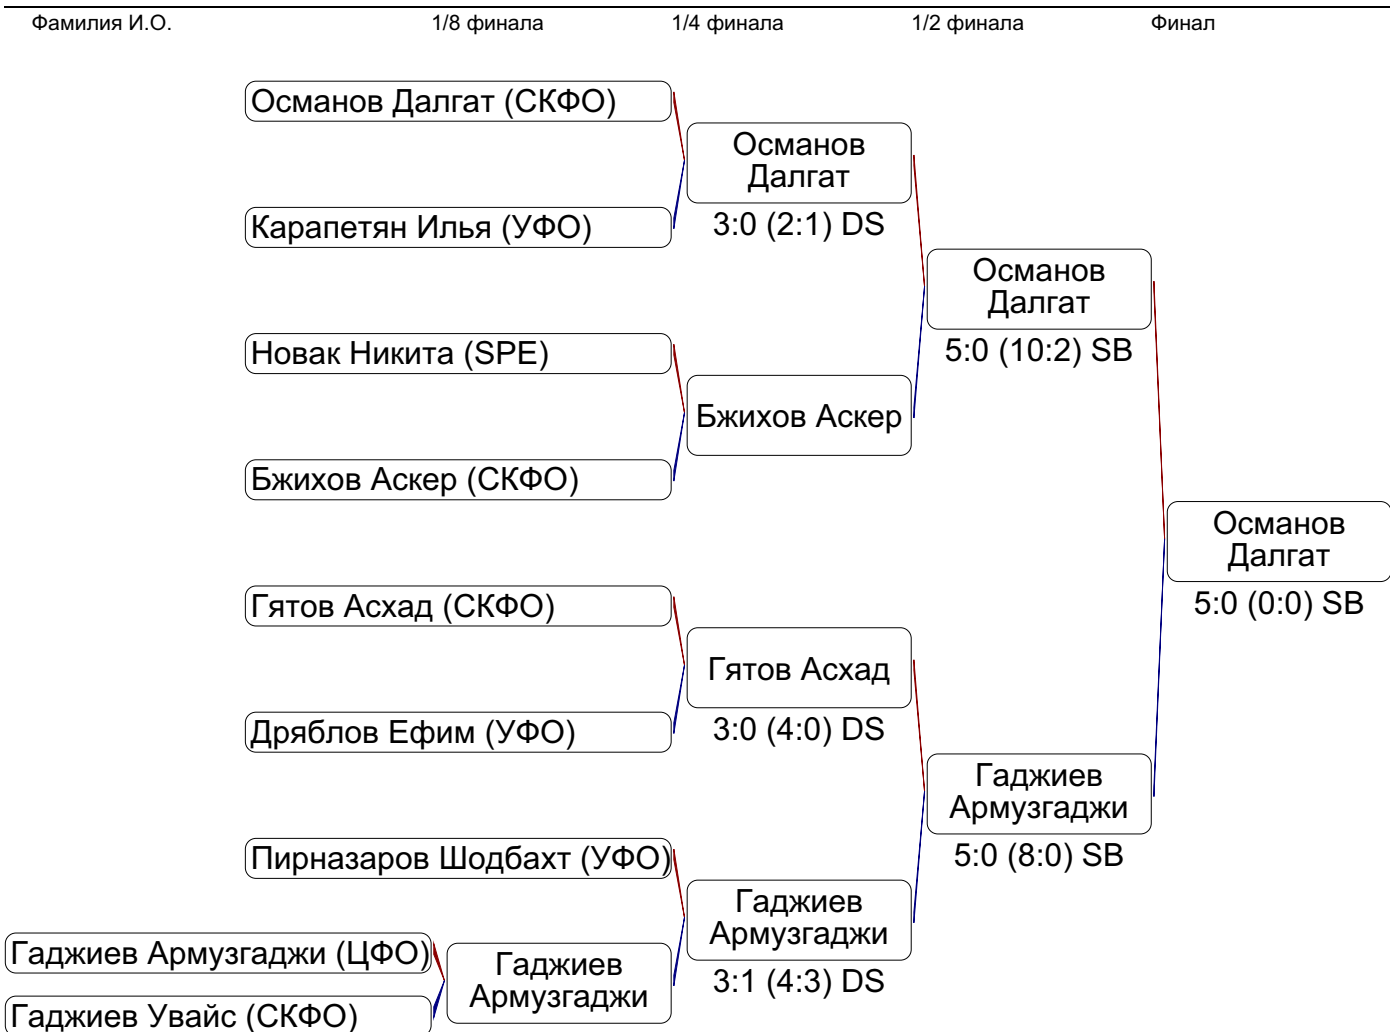 Фамилия И.О. 1/8 финала 1/4 финала 1/2 финала Финал
Османов Далгат (СКФО)
Османов
Далгат
3:0 (2:1) DS
Карапетян Илья (УФО)
Османов
Далгат
5:0 (10:2) SB
Новак Никита (SPE)
Бжихов Аскер
Бжихов Аскер (СКФО)
Османов
Далгат
5:0 (0:0) SB
Гятов Асхад (СКФО)
Гятов Асхад
3:0 (4:0) DS
Дряблов Ефим (УФО)
Гаджиев
Армузгаджи
5:0 (8:0) SB
Пирназаров Шодбахт (УФО)
Гаджиев
Армузгаджи
3:1 (4:3) DS
Гаджиев Армузгаджи (ЦФО)
Гаджиев
Армузгаджи
Гаджиев Увайс (СКФО)